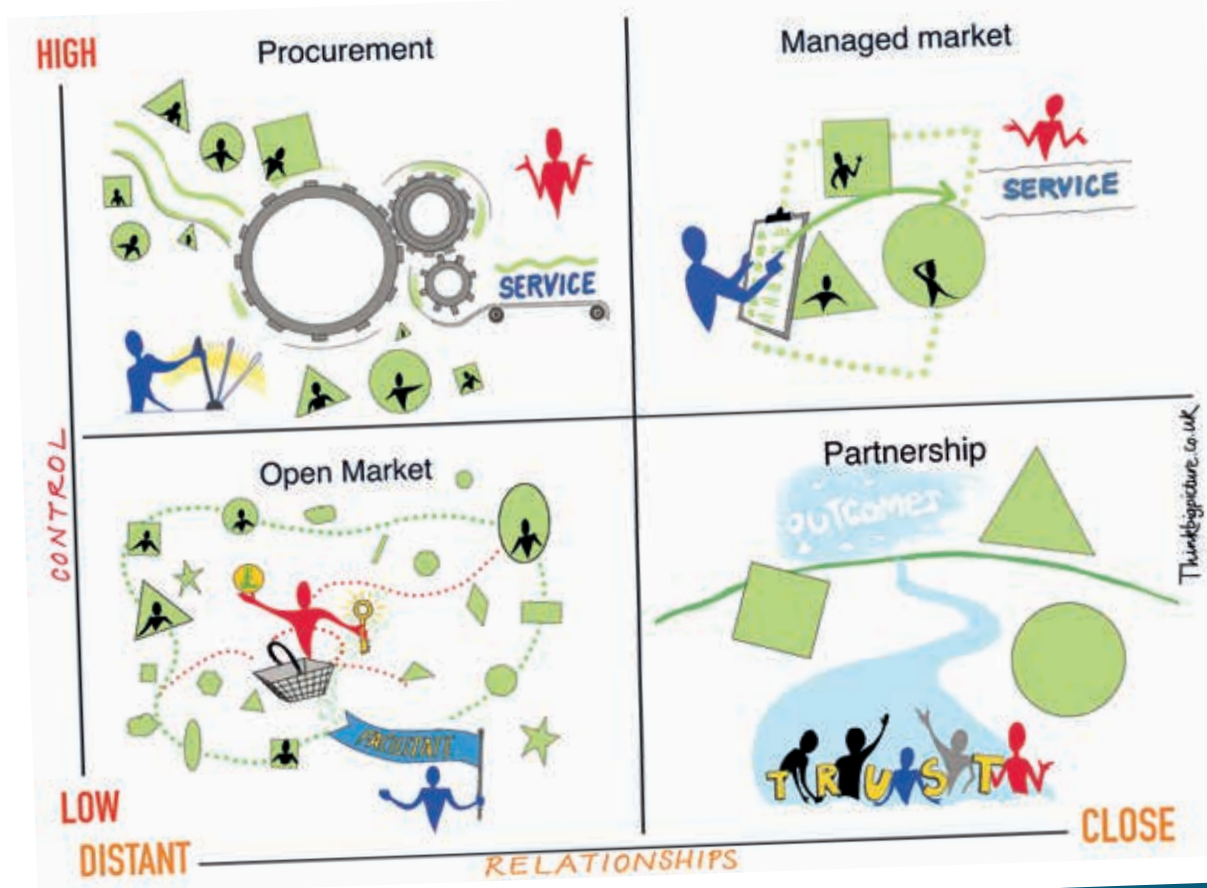 HIGH
Procurement
Managed market
SERVICE
SERVICE
CONTROL
Open Market
Partnership
OUTCOMES
£
FACILITATE
TRUST
Thinkbigpicture.co.uk
LOW
DISTANT
RELATIONSHIPS
CLOSE